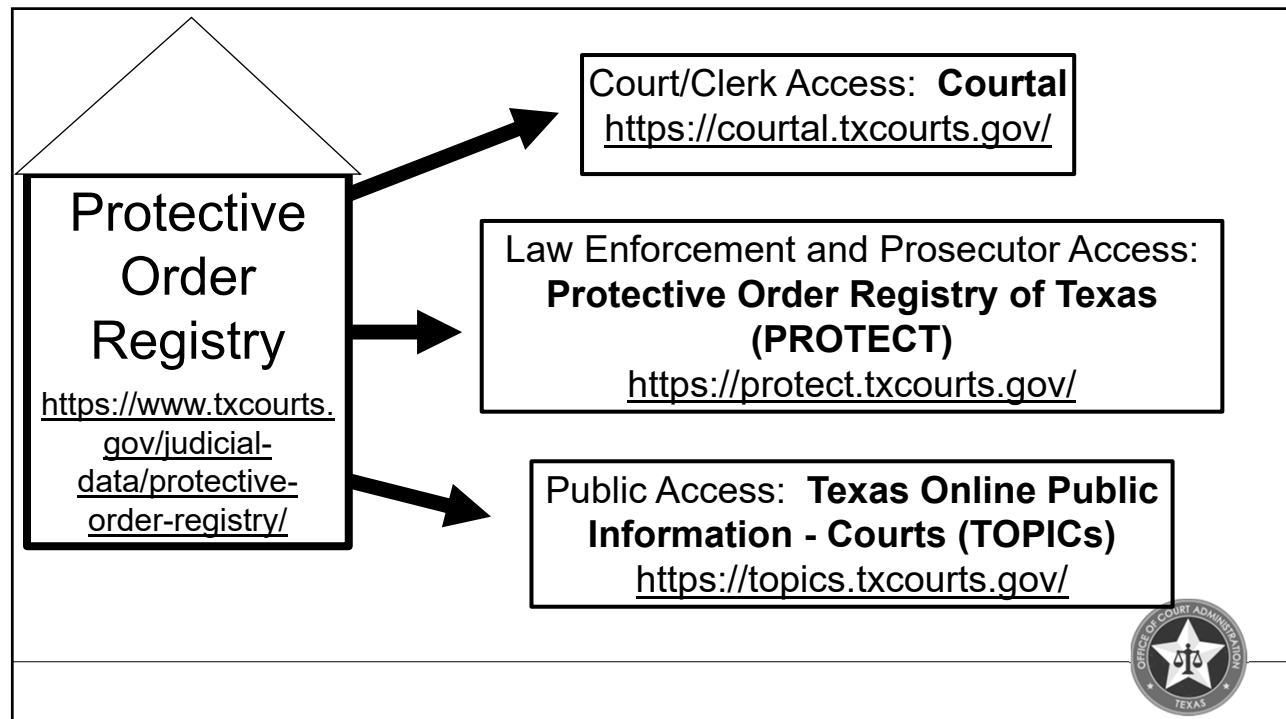 Protective
Order
Registry
https://www.txcourts.
gov/judicial-
data/protective-
order-registry/
Court/Clerk Access:  Courtal
https://courtal.txcourts.gov/
Law Enforcement and Prosecutor Access:
Protective Order Registry of Texas
(PROTECT)
https://protect.txcourts.gov/
Public Access:  Texas Online Public
Information - Courts (TOPICs)
https://topics.txcourts.gov/
OFFICE OF COURT ADMINISTRATION
TEXAS